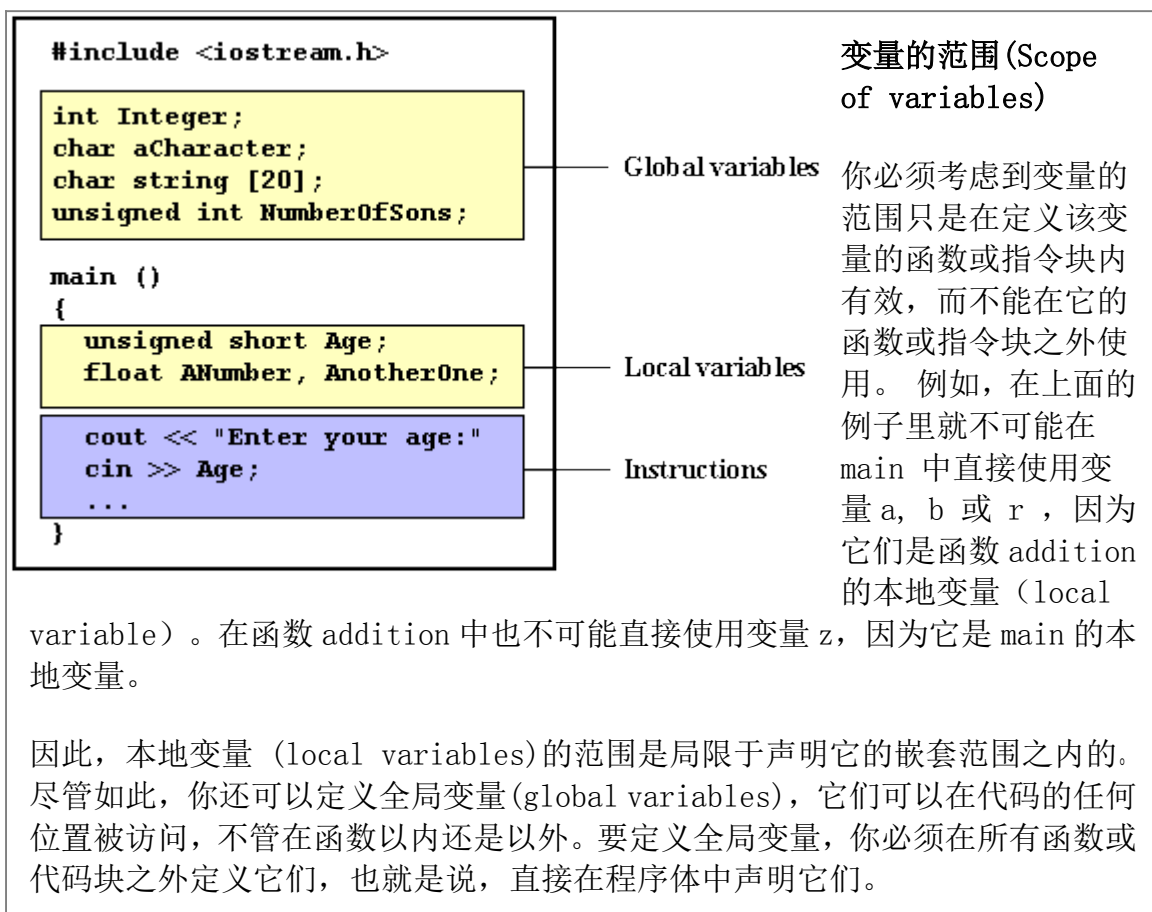 #include <iostream.h>
int Integer;
char aCharacter;
char string [20];
unsigned int NumberOfSons;
Global variables
main ()
{
unsigned short Age;
float ANumber, AnotherOne;
Local variables
cout << "Enter your age:"
cin >> Age;
...
Instructions
}
变量的范围(Scope
of variables)
你必须考虑到变量的
范围只是在定义该变
量的函数或指令块内
有效，而不能在它的
函数或指令块之外使
用。 例如，在上面的
例子里就不可能在
main 中直接使用变
量 a, b 或 r ，因为
它们是函数 addition
的本地变量（local
variable）。在函数 addition 中也不可能直接使用变量 z，因为它是 main 的本
地变量。
因此，本地变量 (local variables)的范围是局限于声明它的嵌套范围之内的。
尽管如此，你还可以定义全局变量(global variables)，它们可以在代码的任何
位置被访问，不管在函数以内还是以外。要定义全局变量，你必须在所有函数或
代码块之外定义它们，也就是说，直接在程序体中声明它们。